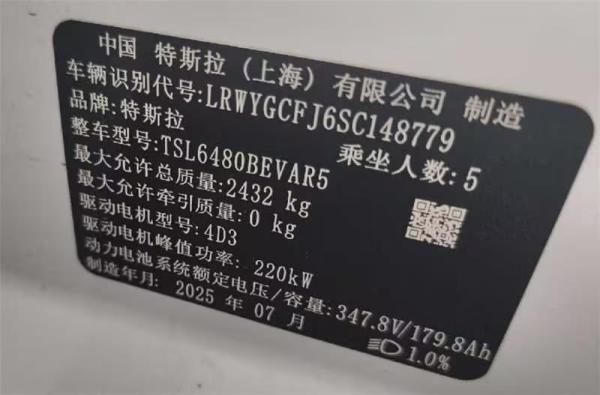 中国 特斯拉(上海)有限公司 制造
车辆识别代号:LRWYGCFJ6SC148779
品牌:特斯拉 乘坐人数:5
整车型号:TSL6480BEVAR5
最大允许总质量:2432 kg
最大允许牵引质量:0 kg
驱动电机型号:4D3
驱动电机峰值功率: 220kW
动力电池系统额定电压/容量:347.8V/179.8Ah
制造年月: 2025 年 07 月 1.0%